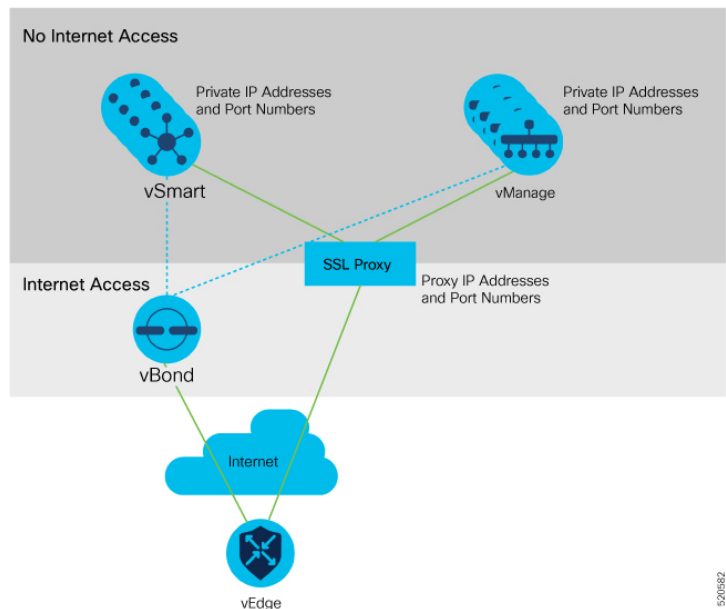 No Internet Access
Private IP Addresses
and Port Numbers
Private IP Addresses
and Port Numbers
vSmart
vManage
SSL Proxy
Internet Access
Proxy IP Addresses
and Port Numbers
vBond
Internet
vEdge
520582